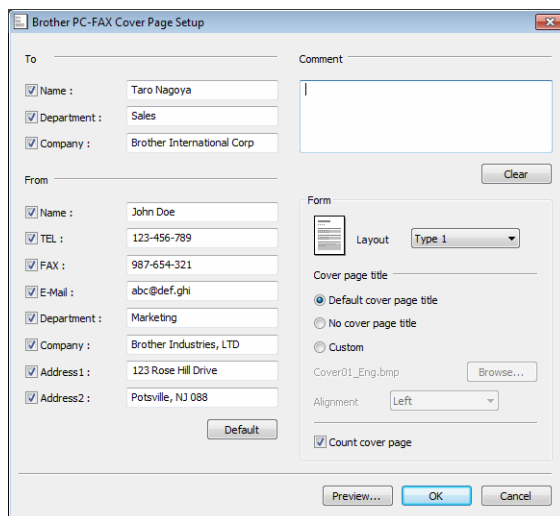 Brother PC-FAX Cover Page Setup
To
Name : Taro Nagoya
Department : Sales
Company : Brother International Corp
From
Name : John Doe
TEL : 123-456-789
FAX : 987-654-321
E-Mail : abc@def.ghi
Department : Marketing
Company : Brother Industries, LTD
Address1 : 123 Rose Hill Drive
Address2 : Potsville, NJ 088
Default
Comment
Clear
Form
Layout Type 1
Cover page title
Default cover page title
No cover page title
Custom
Cover01_Eng.bmp Browse...
Alignment Left
Count cover page
Preview... OK Cancel